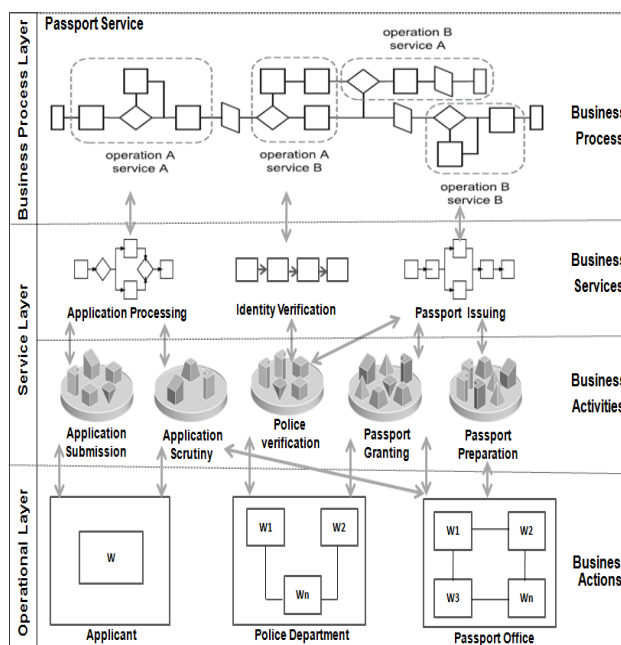 Passport Service
Business Process Layer
operation B
service A
operation A
service A
operation A
service B
operation B
service B
Business
Process
Service Layer
Application Processing
Identity Verification
Passport Issuing
Business
Services
Application
Submission
Application
Scrutiny
Police
verification
Passport
Granting
Passport
Preparation
Business
Activities
Operational Layer
W
Applicant
W1
W2
Wn
Police Department
W1
W2
W3
Wn
Passport Office
Business
Actions